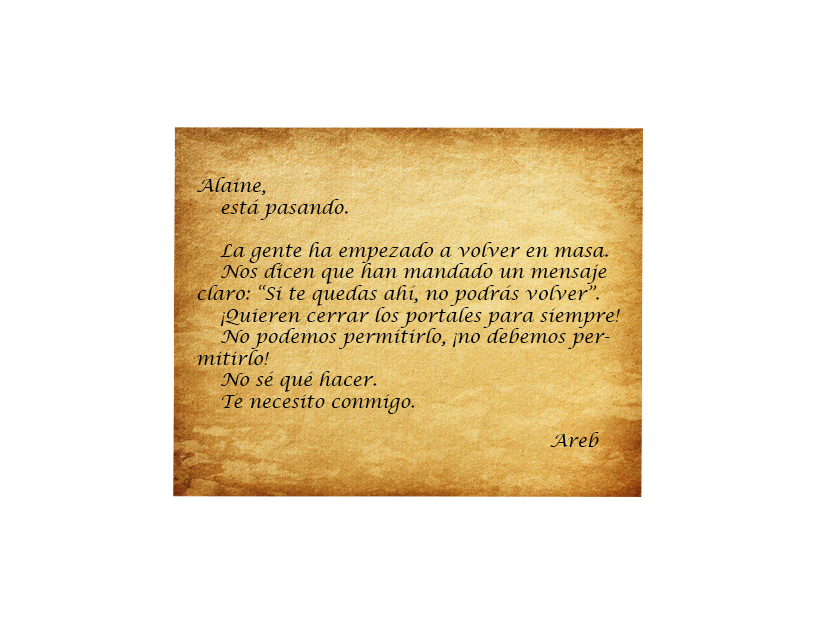 Alaine,
está pasando.
La gente ha empezado a volver en masa.
Nos dicen que han mandado un mensaje
claro: “Si te quedas ahí, no podrás volver”.
¡Quieren cerrar los portales para siempre!
No podemos permitirlo, ¡no debemos per-
mitirlo!
No sé qué hacer.
Te necesito conmigo.
Areb